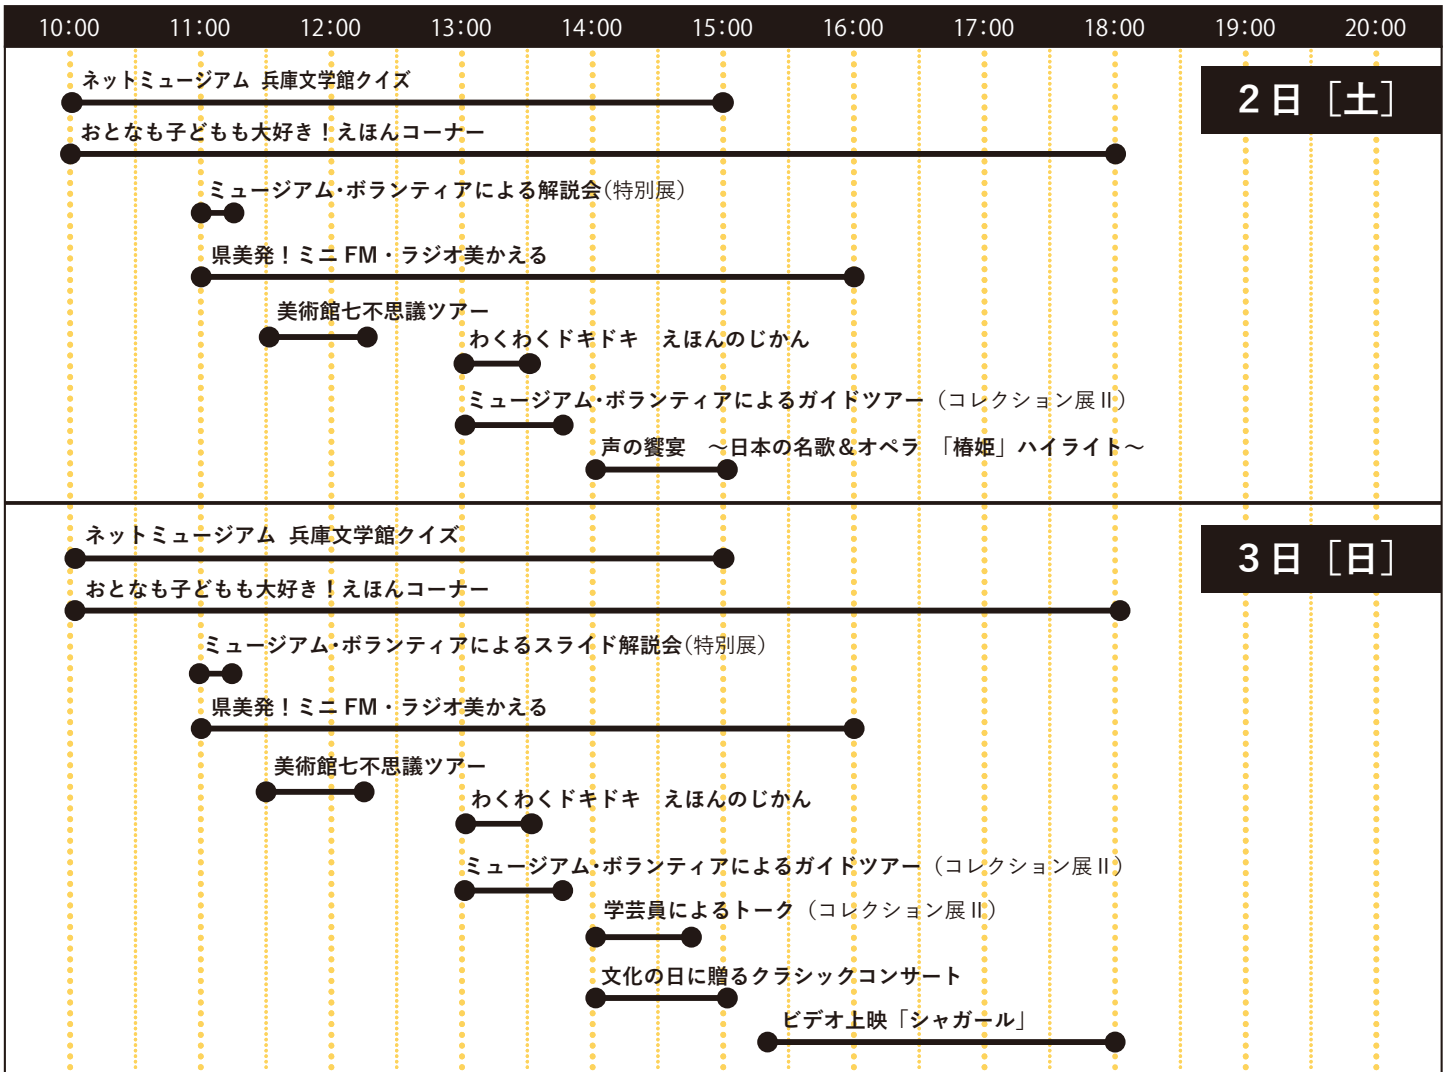 10:00 11:00 12:00 13:00 14:00 15:00 16:00 17:00 18:00 19:00 20:00
2日［土］
ネットミュージアム 兵庫文学館クイズ
おとなも子どもも大好き！えほんコーナー
ミュージアム・ボランティアによる解説会（特別展）
県美発！ミニ FM・ラジオ美かえる
美術館七不思議ツアー
わくわくドキドキ　えほんのじかん
ミュージアム・ボランティアによるガイドツアー（コレクション展Ⅱ）
声の饗宴　～日本の名歌＆オペラ　「椿姫」ハイライト～
3日［日］
ネットミュージアム 兵庫文学館クイズ
おとなも子どもも大好き！えほんコーナー
ミュージアム・ボランティアによるスライド解説会（特別展）
県美発！ミニ FM・ラジオ美かえる
美術館七不思議ツアー
わくわくドキドキ　えほんのじかん
ミュージアム・ボランティアによるガイドツアー（コレクション展Ⅱ）
学芸員によるトーク（コレクション展Ⅱ）
文化の日に贈るクラシックコンサート
ビデオ上映「シャガール」